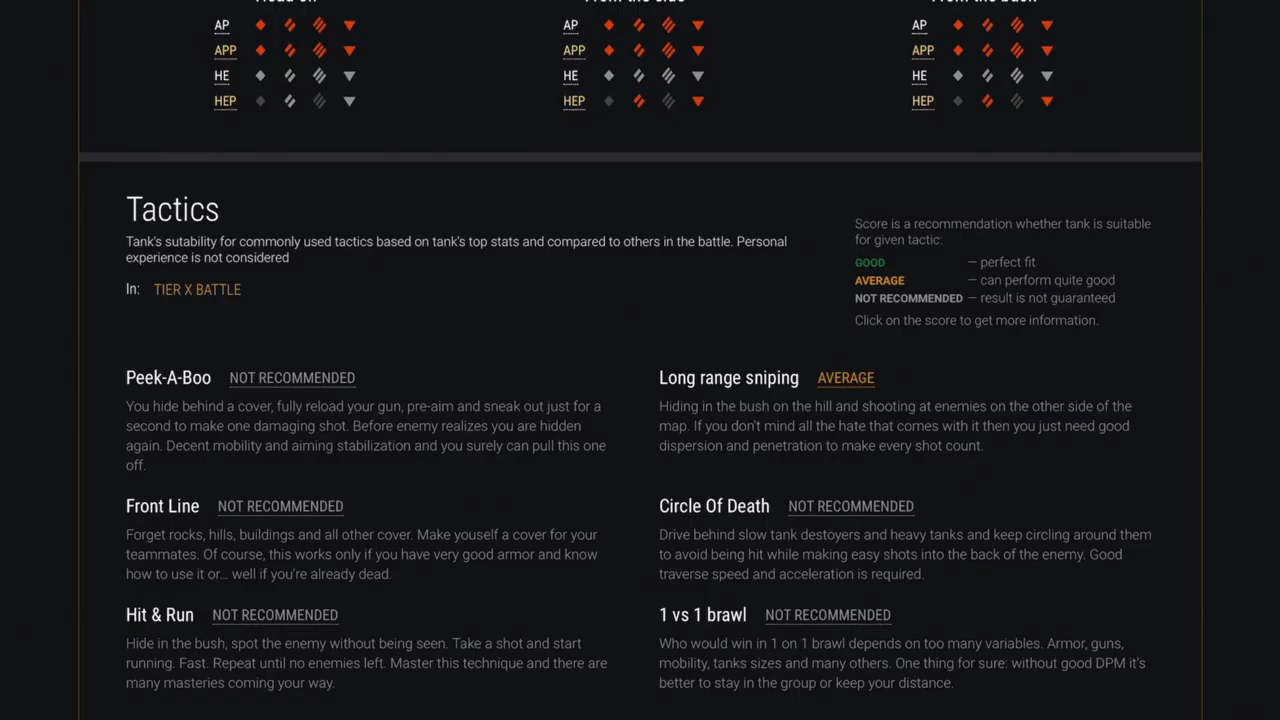 Head on
From the side
From the back
AP
AP
AP
APP
APP
APP
HE
HE
HE
HEP
HEP
HEP
Tactics
Tank's sutability for commonly used tactics based on tank's top stats and compared to others in the battle. Personal
experience is not considered
In: TIER X BATTLE
Score is a recommendation whether tank is suitable
for given tactic:
GOOD — perfect fit
AVERAGE — can perform quite good
NOT RECOMMENDED — result is not guaranteed
Click on the score to get more information.
Peek-A-Boo NOT RECOMMENDED
You hide behind a cover, fully reload your gun, pre-aim and sneak out just for a
second to make one damaging shot. Before enemy realizes you are hidden
again. Decent mobility and aiming stabilization and you surely can pull this one
off.
Long range sniping AVERAGE
Hiding in the bush on the hill and shooting at enemies on the other side of the
map. If you don't mind all the hate that comes with it then you just need good
dispersion and penetration to make every shot count.
Front Line NOT RECOMMENDED
Forget rocks, hills, buildings and all other cover. Make youself a cover for your
teammates. Of course, this works only if you have very good armor and know
how to use it or... well if you're already dead.
Circle Of Death NOT RECOMMENDED
Drive behind slow tank destoyers and heavy tanks and keep circling around them
to avoid being hit while making easy shots into the back of the enemy. Good
traverse speed and acceleration is required.
Hit & Run NOT RECOMMENDED
Hide in the bush, spot the enemy without being seen. Take a shot and start
running. Fast. Repeat until no enemies left. Master this technique and there are
many masteries coming your way.
1 vs 1 brawl NOT RECOMMENDED
Who would win in 1 on 1 brawl depends on too many variables. Armor, guns,
mobility, tanks sizes and many others. One thing for sure: without good DPM it's
better to stay in the group or keep your distance.